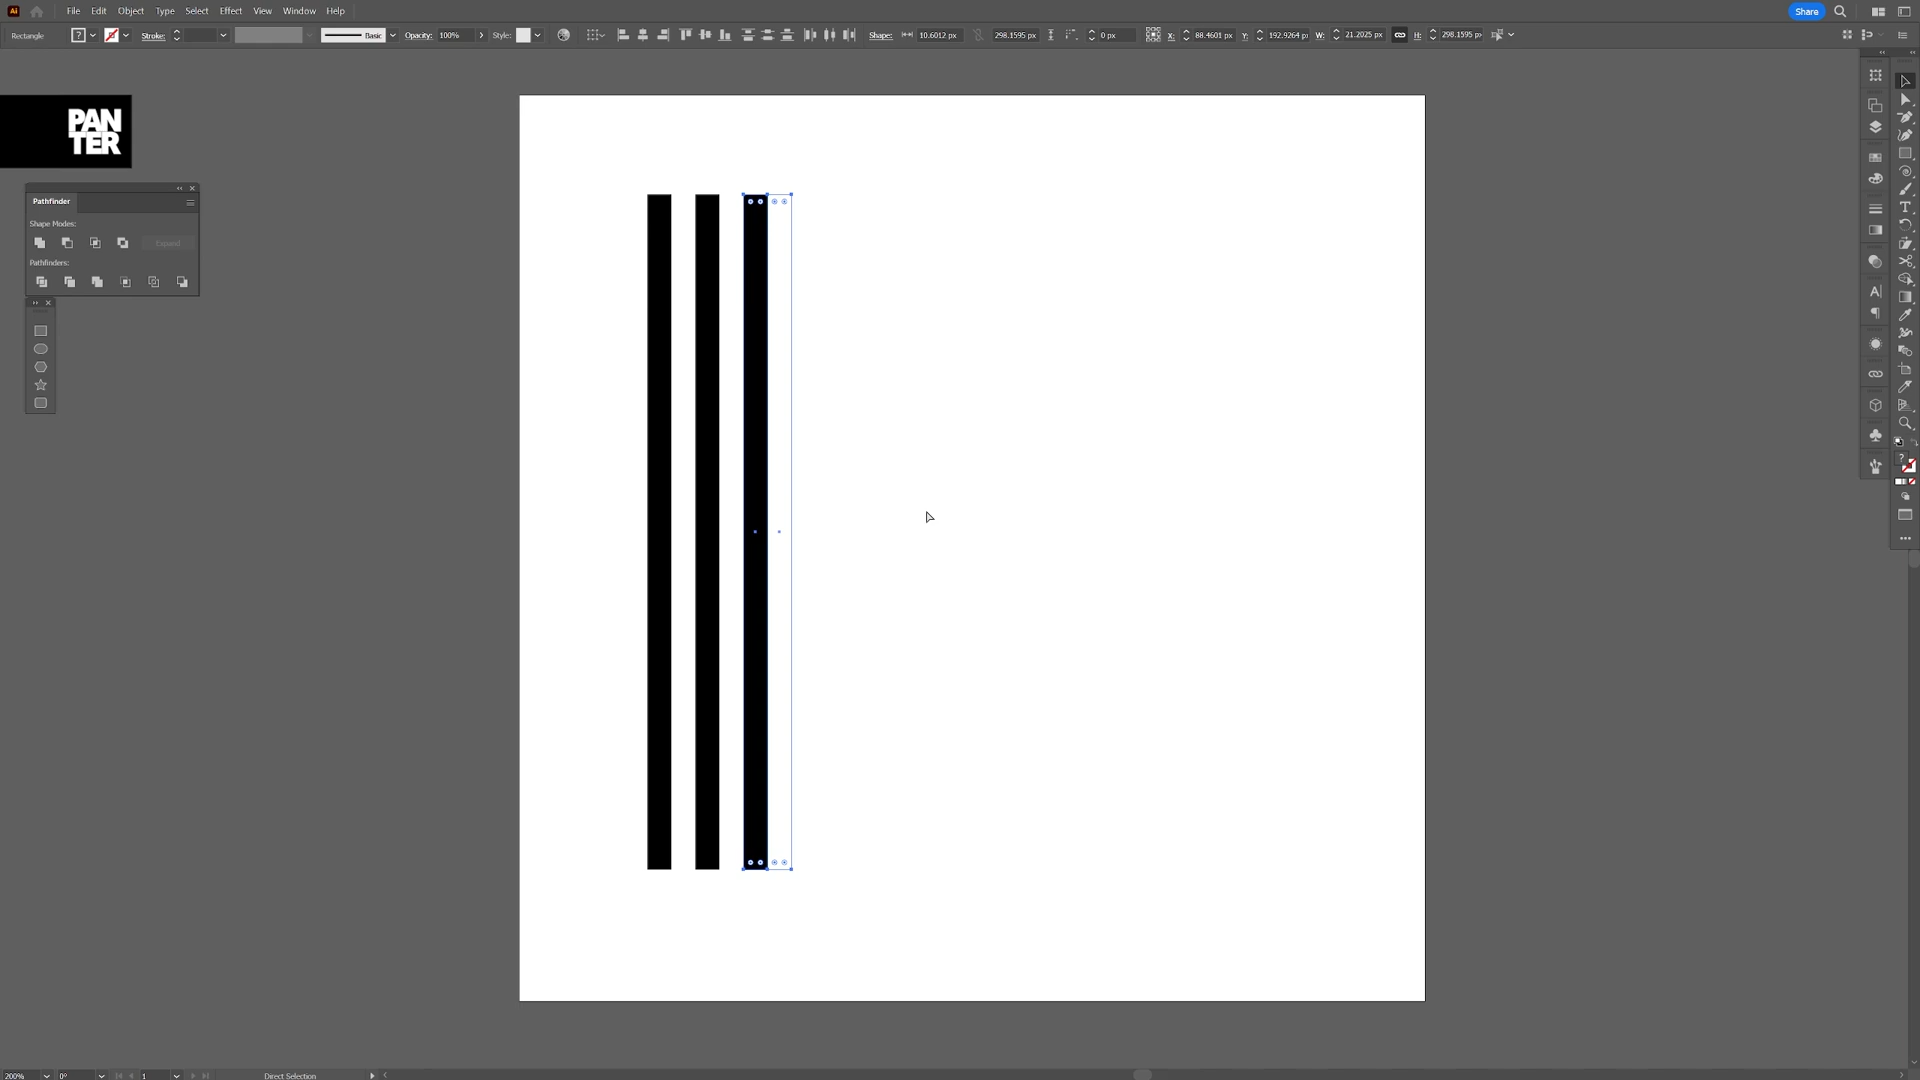 Ai File Edit Object Type Select Effect View Window Help Share
Rectangle ? Stroke: Basic Opacity: 100% Style: Shape: 10.6012 px 298.1595 px 0 px X: 88.4601 px Y: 192.9264 px W: 21.2025 px H: 298.1595 px
PAN
TER
Pathfinder
Shape Modes:
Expand
Pathfinders:
200% 0° 1 Direct Selection